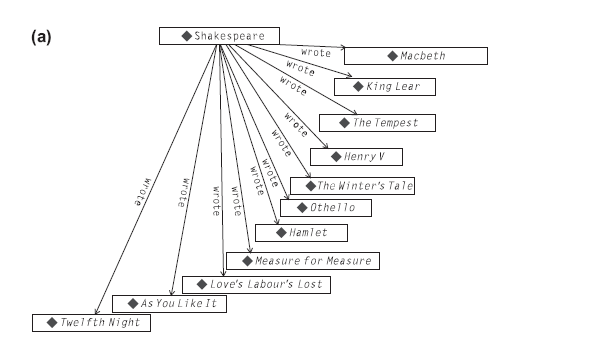 (a)
Shakespeare
wrote
Macbeth
wrote
King Lear
wrote
The Tempest
wrote
Henry V
wrote
The Winter's Tale
wrote
Othello
wrote
Hamlet
wrote
Measure for Measure
wrote
Love's Labour's Lost
wrote
As You Like It
wrote
Twelfth Night